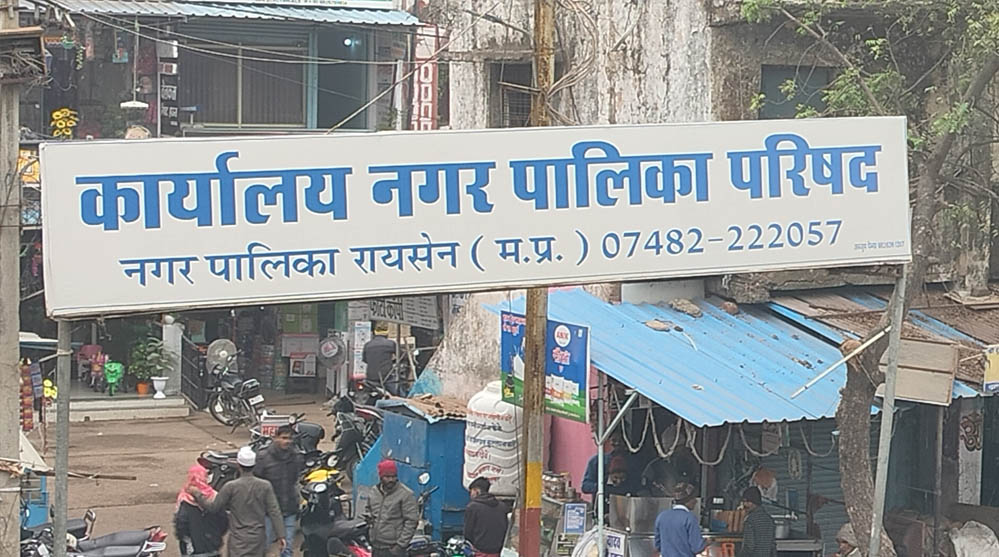 कार्यालय नगर पालिका परिषद
नगर पालिका रायसेन ( म.प्र. ) 07482-222057